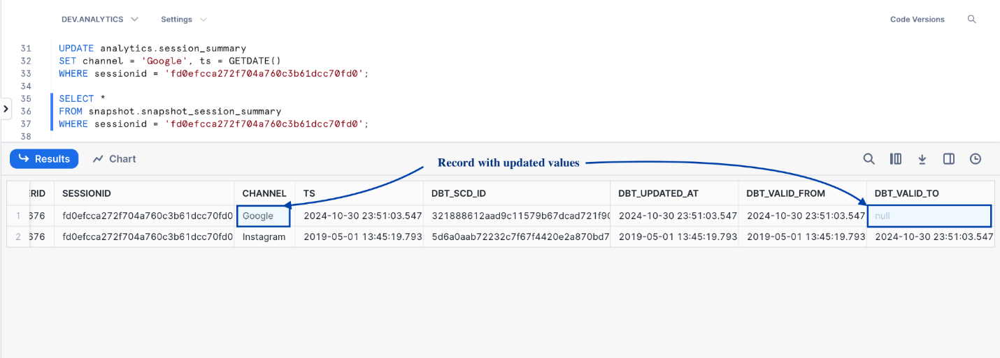 DEV.ANALYTICS Settings Code Versions
31 UPDATE analytics.session_summary
32 SET channel = 'Google', ts = GETDATE()
33 WHERE sessionid = 'fd0efcca272f704a760c3b61dcc70fd0';
34
35 SELECT *
36 FROM snapshot.snapshot_session_summary
37 WHERE sessionid = 'fd0efcca272f704a760c3b61dcc70fd0';
38
Results Chart
Record with updated values
ERID SESSIONID CHANNEL TS DBT_SCD_ID DBT_UPDATED_AT DBT_VALID_FROM DBT_VALID_TO
1 676 fd0efcca272f704a760c3b61dcc70fd0 Google 2024-10-30 23:51:03.547 321888612aad9c11579b67dcad721f90 2024-10-30 23:51:03.547 2024-10-30 23:51:03.547 null
2 676 fd0efcca272f704a760c3b61dcc70fd0 Instagram 2019-05-01 13:45:19.793 5d6a0aab72232c7f67f4420e2a870bd7 2019-05-01 13:45:19.793 2019-05-01 13:45:19.793 2024-10-30 23:51:03.547